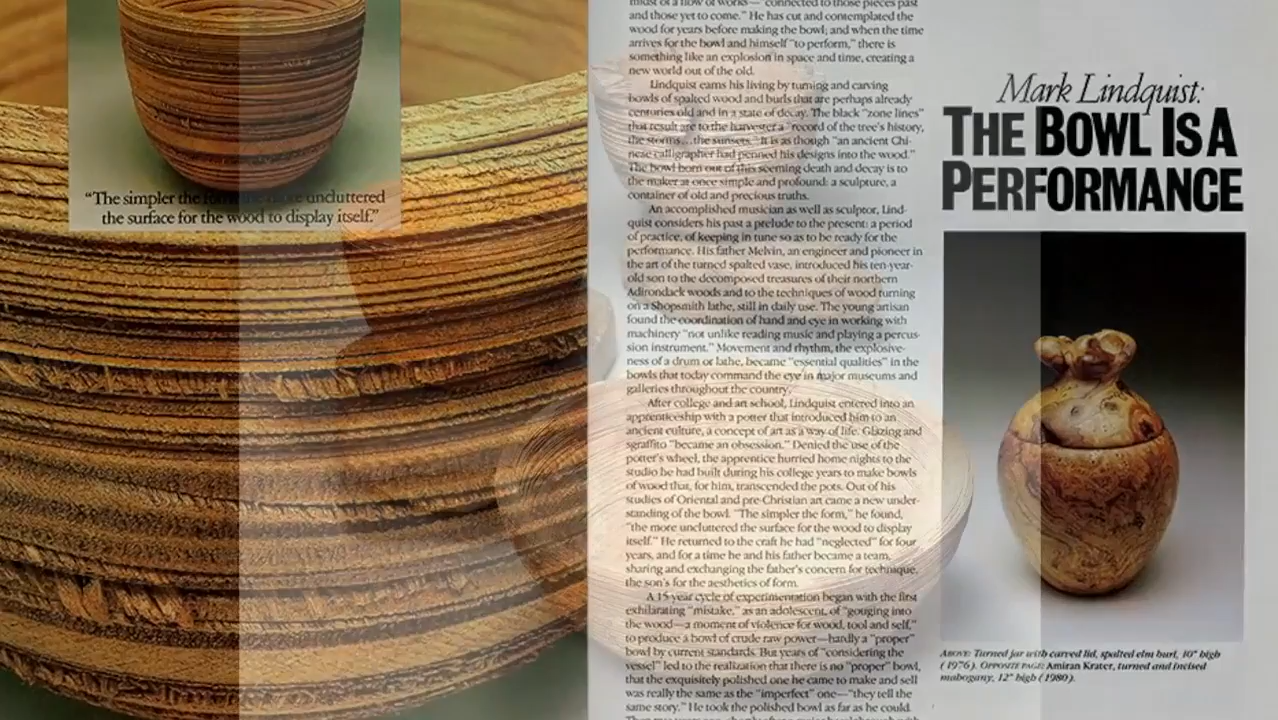 “The simpler the form, the more uncluttered
the surface for the wood to display itself.”
midst of a flow of works—“connected to those pieces past
and those yet to come.” He has cut and contemplated the
wood for years before making the bowl; and when the time
arrives for the bowl and himself “to perform,” there is
something like an explosion in space and time, creating a
new world out of the old.
Lindquist earns his living by turning and carving
bowls of spalted wood and burls that are perhaps already
centuries old and in a state of decay. The black “zone lines”
that result are to the harvester a “record of the tree's history,
the storms…the sunsets.” It is as though “an ancient Chi-
nese calligrapher had penned his designs into the wood.”
The bowl born out of this seeming death and decay is to
the maker at once simple and profound: a sculpture, a
container of old and precious truths.
An accomplished musician as well as sculptor, Lind-
quist considers his past a prelude to the present: a period
of practice, of keeping in tune so as to be ready for the
performance. His father Melvin, an engineer and pioneer in
the art of the turned spalted vase, introduced his ten-year-
old son to the decomposed treasures of their northern
Adirondack woods and to the techniques of wood turning
on a Shopsmith lathe, still in daily use. The young artisan
found the coordination of hand and eye in working with
machinery “not unlike reading music and playing a percus-
sion instrument.” Movement and rhythm, the explosive-
ness of a drum or lathe, became “essential qualities” in the
bowls that today command the eye in major museums and
galleries throughout the country.
After college and art school, Lindquist entered into an
apprenticeship with a potter that introduced him to an
ancient culture, a concept of art as a way of life. Glazing and
sgraffito “became an obsession.” Denied the use of the
potter's wheel, the apprentice hurried home nights to the
studio he had built during his college years to make bowls
of wood that, for him, transcended the pots. Out of his
studies of Oriental and pre-Christian art came a new under-
standing of the bowl. “The simpler the form,” he found,
“the more uncluttered the surface for the wood to display
itself.” He returned to the craft he had “neglected” for four
years, and for a time he and his father became a team,
sharing and exchanging the father's concern for technique,
the son's for the aesthetics of form.
A 15-year cycle of experimentation began with the first
exhilarating “mistake,” as an adolescent, of “gouging into
the wood—a moment of violence for wood, tool and self,”
to produce a bowl of crude raw power—hardly a “proper”
bowl by current standards. But years of “considering the
vessel” led to the realization that there is no “proper” bowl,
that the exquisitely polished one he came to make and sell
was really the same as the “imperfect” one—“they tell the
same story.” He took the polished bowl as far as he could.
Mark Lindquist:
THE BOWL IS A
PERFORMANCE
ABOVE: Turned jar with carved lid, spalted elm burl, 10" high
(1976). OPPOSITE PAGE: Amiran Krater, turned and incised
mahogany, 12" high (1980).